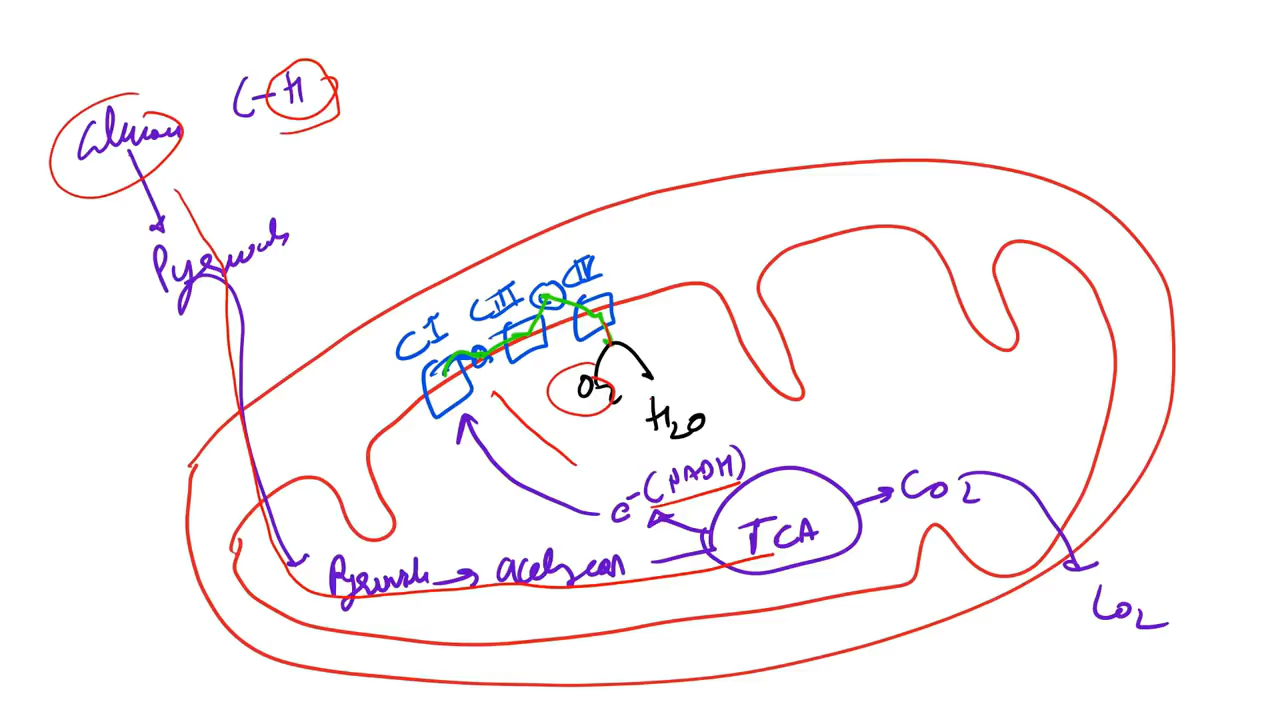 C-H
Glucose
Pyruvate
CI
CIII
CIV
O2
H2O
e-(NADH)
TCA
CO2
Pyruvate → acetyl CoA
CO2